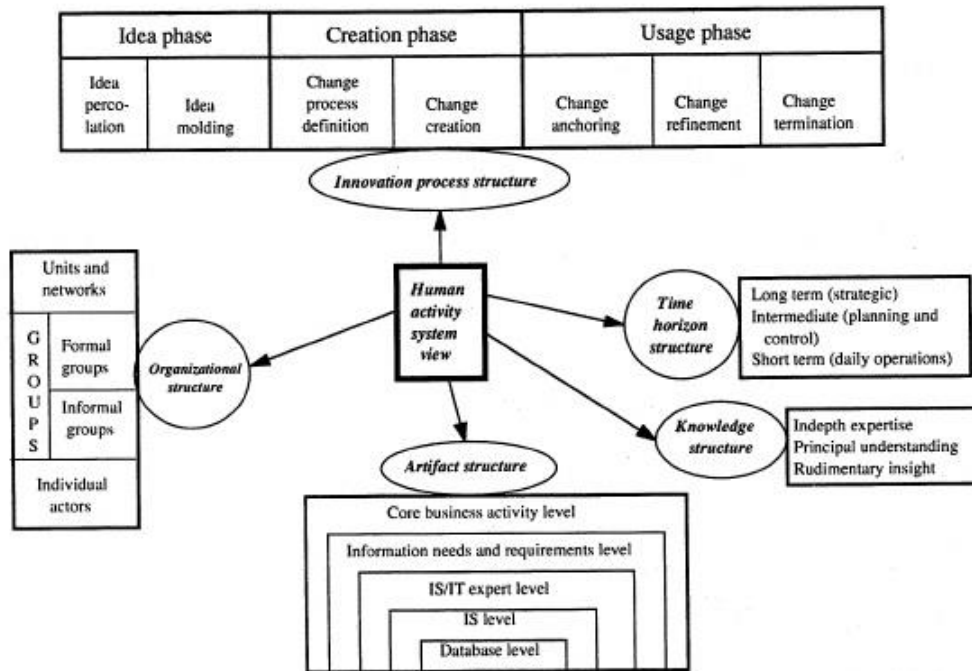 Idea phase
Creation phase
Usage phase
Idea
perco-
lation
Idea
molding
Change
process
definition
Change
creation
Change
anchoring
Change
refinement
Change
termination
Innovation process structure
Units and
networks
GROUPS
Formal
groups
Informal
groups
Individual
actors
Organizational
structure
Human
activity
system
view
Time
horizon
structure
Long term (strategic)
Intermediate (planning and
control)
Short term (daily operations)
Knowledge
structure
Indepth expertise
Principal understanding
Rudimentary insight
Artifact structure
Core business activity level
Information needs and requirements level
IS/IT expert level
IS level
Database level